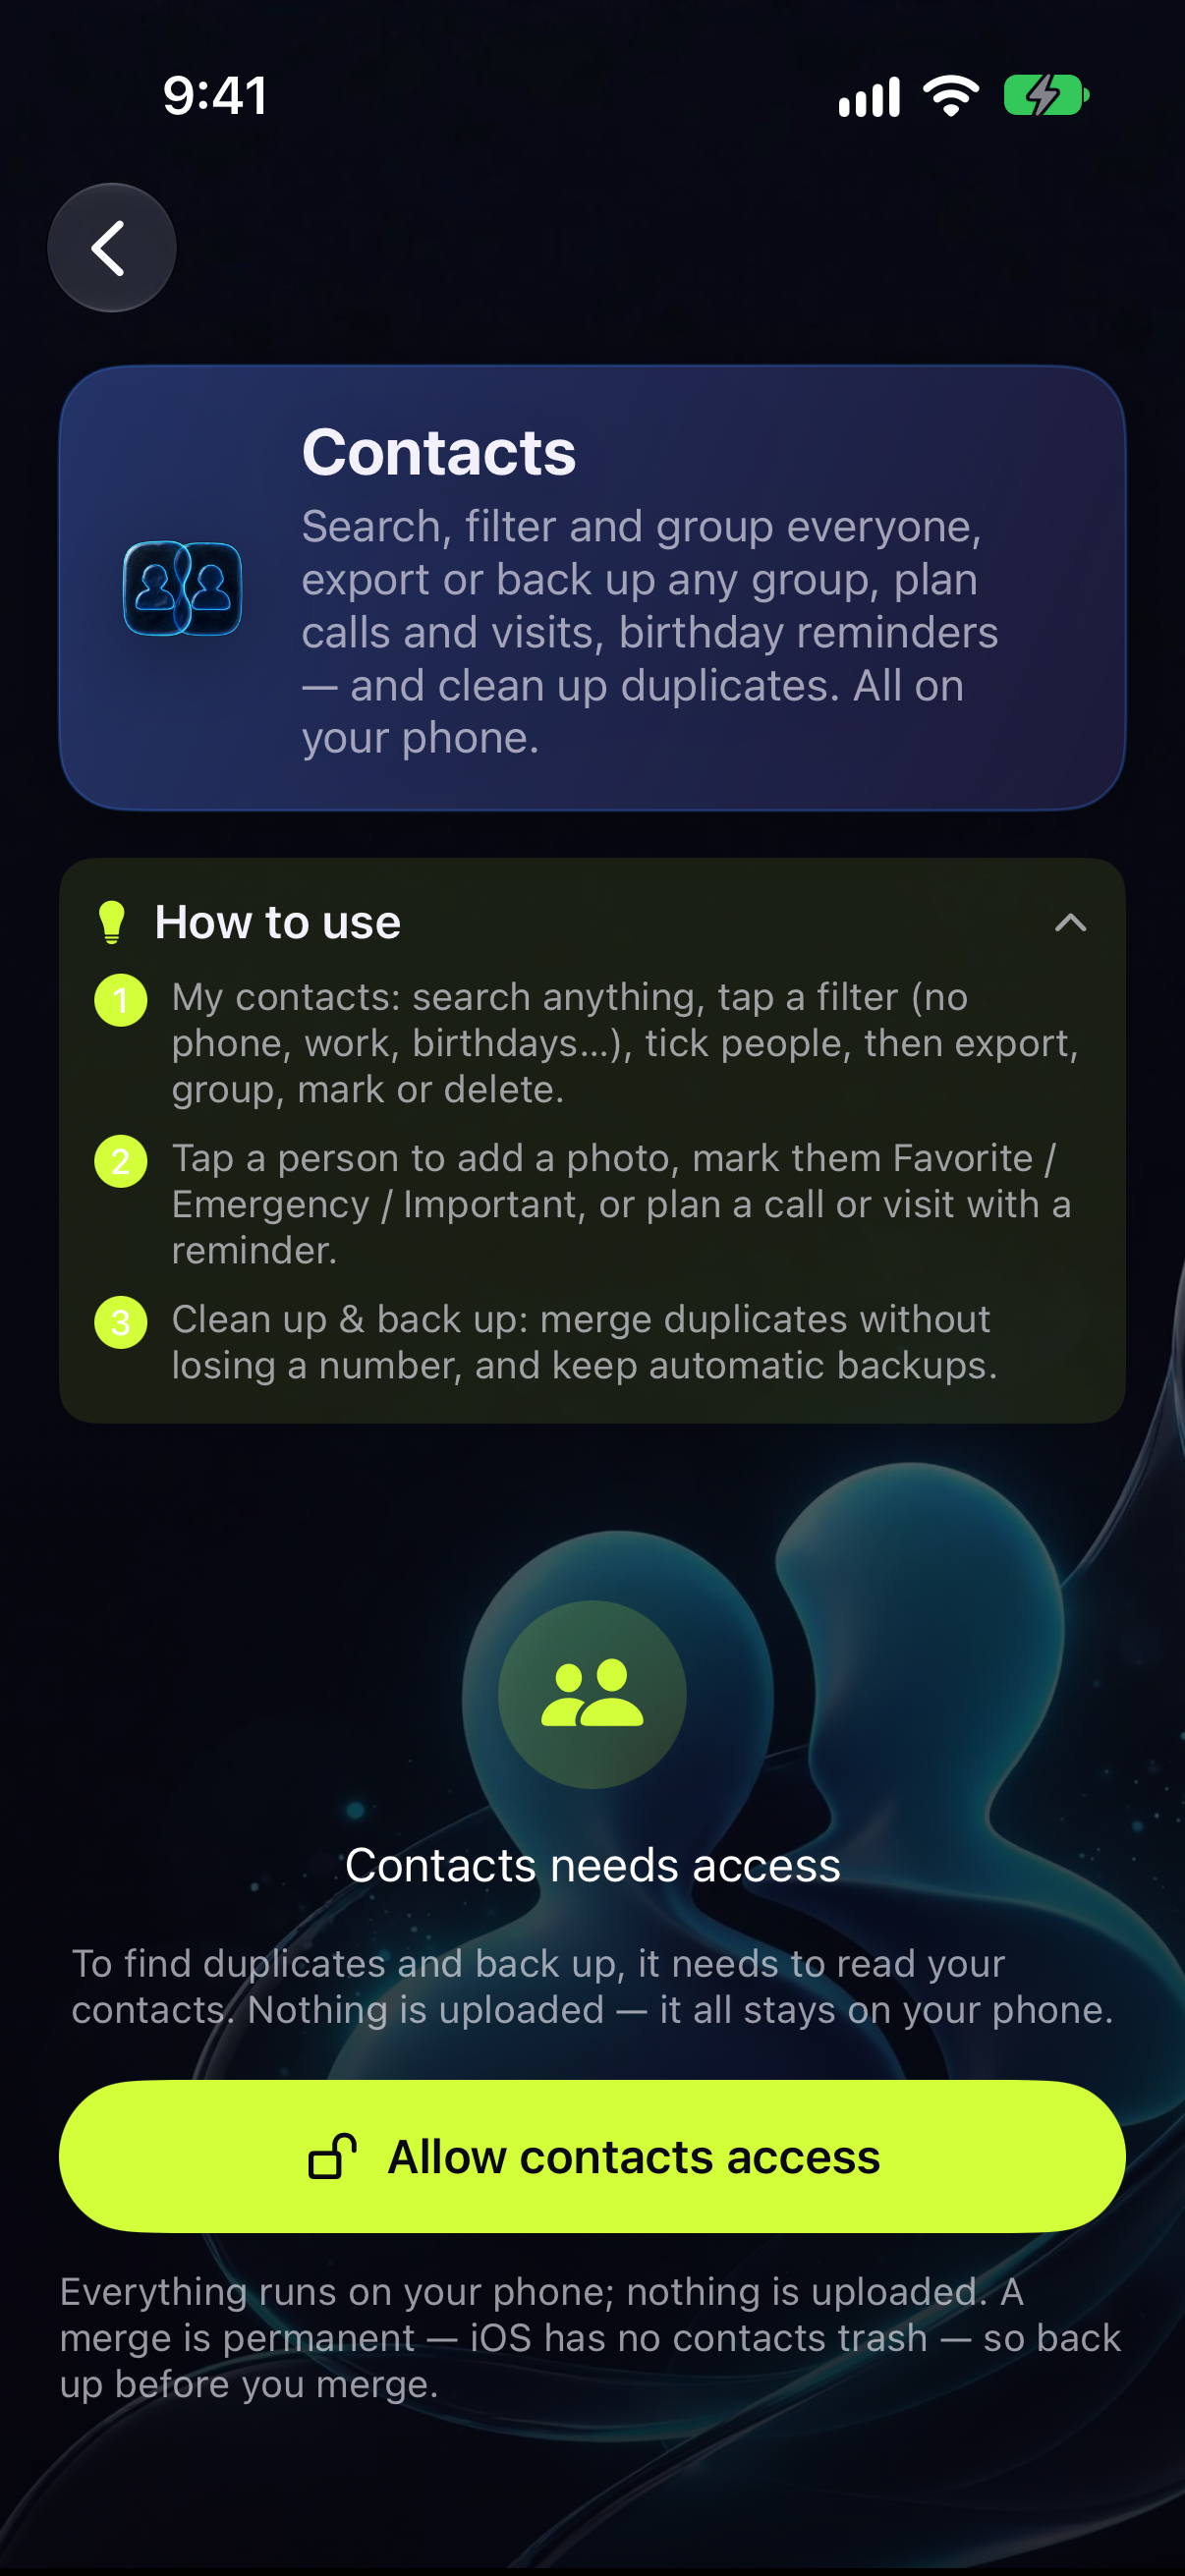 9:41
Contacts
Search, filter and group everyone,
export or back up any group, plan
calls and visits, birthday reminders
— and clean up duplicates. All on
your phone.
How to use
1 My contacts: search anything, tap a filter (no
phone, work, birthdays...), tick people, then export,
group, mark or delete.
2 Tap a person to add a photo, mark them Favorite /
Emergency / Important, or plan a call or visit with a
reminder.
3 Clean up & back up: merge duplicates without
losing a number, and keep automatic backups.
Contacts needs access
To find duplicates and back up, it needs to read your
contacts. Nothing is uploaded — it all stays on your phone.
Allow contacts access
Everything runs on your phone; nothing is uploaded. A
merge is permanent — iOS has no contacts trash — so back
up before you merge.